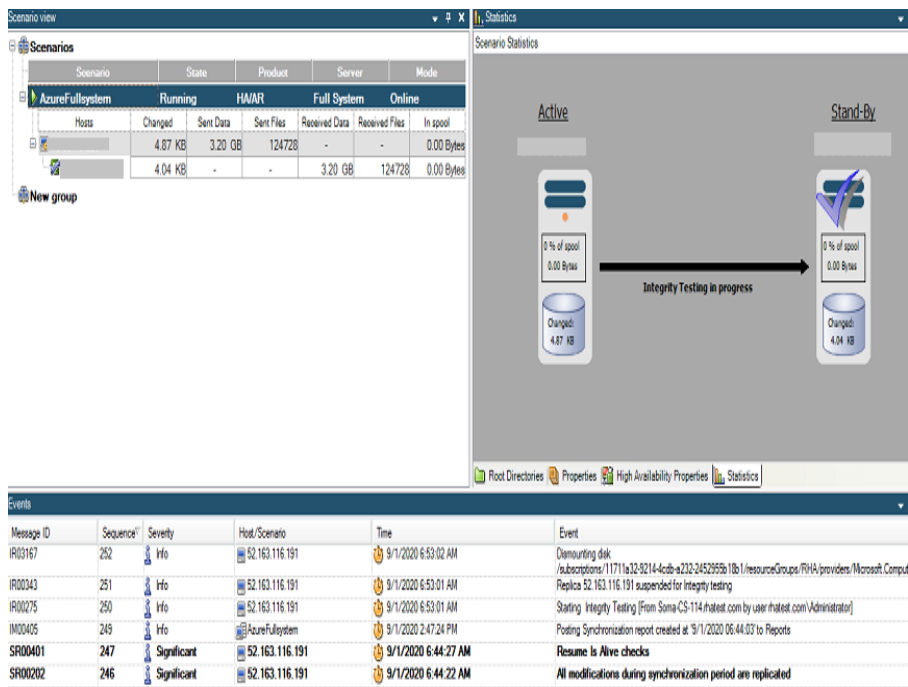 Scenario view
Scenarios
Scenario State Product Server Mode
AzureFullsystem Running HA/AR Full System Online
Hosts Changed Sent Data Sent Files Received Data Received Files In spool
4.87 KB 3.20 GB 124728 - - 0.00 Bytes
4.04 KB - - 3.20 GB 124728 0.00 Bytes
New group
Statistics
Scenario Statistics
Active Stand-By
0 % of spool
0.00 Bytes
Changed:
4.87 KB
Integrity Testing in progress
0 % of spool
0.00 Bytes
Changed:
4.04 KB
Root Directories Properties High Availability Properties Statistics
Events
Message ID Sequence Severity Host/Scenario Time Event
IR03167 252 Info 52.163.116.191 9/1/2020 6:53:02 AM Dismounting disk
/subscriptions/11711a32-9214-4cdb-a232-2452955b18b1/resourceGroups/RHA/providers/Microsoft.Comput
IR00343 251 Info 52.163.116.191 9/1/2020 6:53:01 AM Replica 52.163.116.191 suspended for Integrity testing
IR00275 250 Info 52.163.116.191 9/1/2020 6:53:01 AM Starting Integrity Testing [From Soma-CS-114.rhatest.com by user rhatest.com\Administrator]
IM00405 249 Info AzureFullsystem 9/1/2020 2:47:24 PM Posting Synchronization report created at '9/1/2020 06:44:03' to Reports
SR00401 247 Significant 52.163.116.191 9/1/2020 6:44:27 AM Resume Is Alive checks
SR00202 246 Significant 52.163.116.191 9/1/2020 6:44:22 AM All modifications during synchronization period are replicated